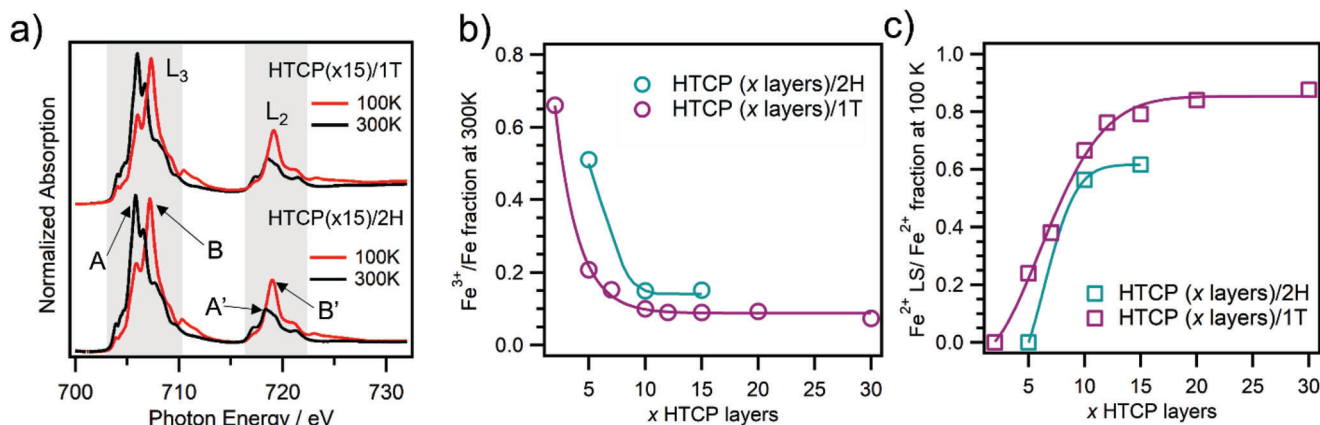 a)
Normalized Absorption
HTCP(x15)/1T
L3
100K
300K
L2
HTCP(x15)/2H
A
B
100K
300K
A'
B'
700
710
720
730
Photon Energy / eV
b)
Fe3+/Fe fraction at 300K
0.8
0.6
0.4
0.2
0.0
HTCP (x layers)/2H
HTCP (x layers)/1T
5
10
15
20
25
30
x HTCP layers
c)
Fe2+ LS/ Fe2+ fraction at 100 K
1.0
0.8
0.6
0.4
0.2
0.0
HTCP (x layers)/2H
HTCP (x layers)/1T
5
10
15
20
25
30
x HTCP layers